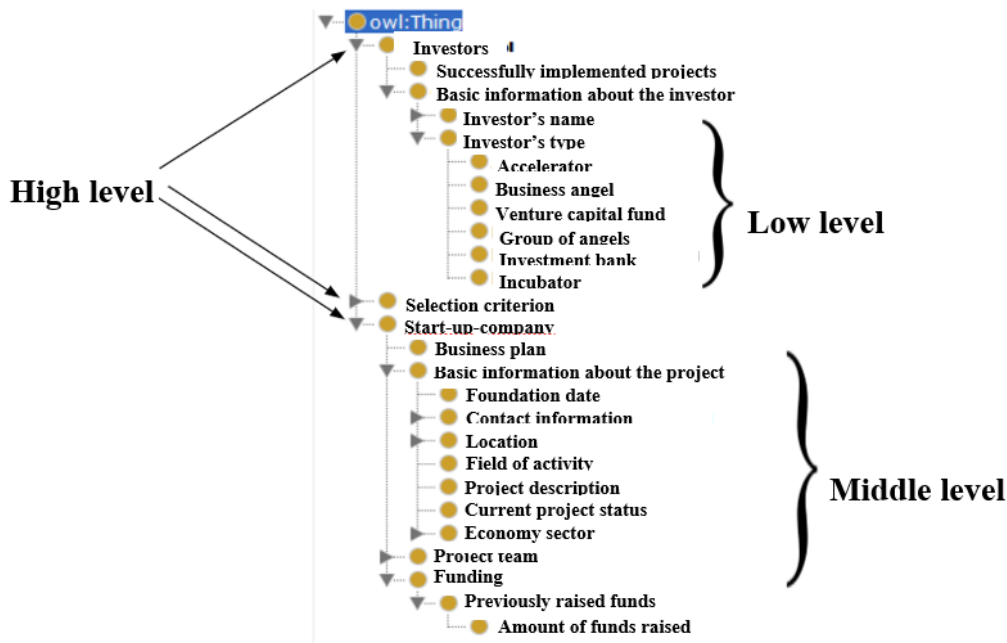 owl:Thing
Investors
Successfully implemented projects
Basic information about the investor
Investor's name
Investor's type
Accelerator
Business angel
Venture capital fund
Group of angels
Investment bank
Incubator
High level
Low level
Selection criterion
Start-up-company
Business plan
Basic information about the project
Foundation date
Contact information
Location
Field of activity
Project description
Current project status
Economy sector
Middle level
Project team
Funding
Previously raised funds
Amount of funds raised